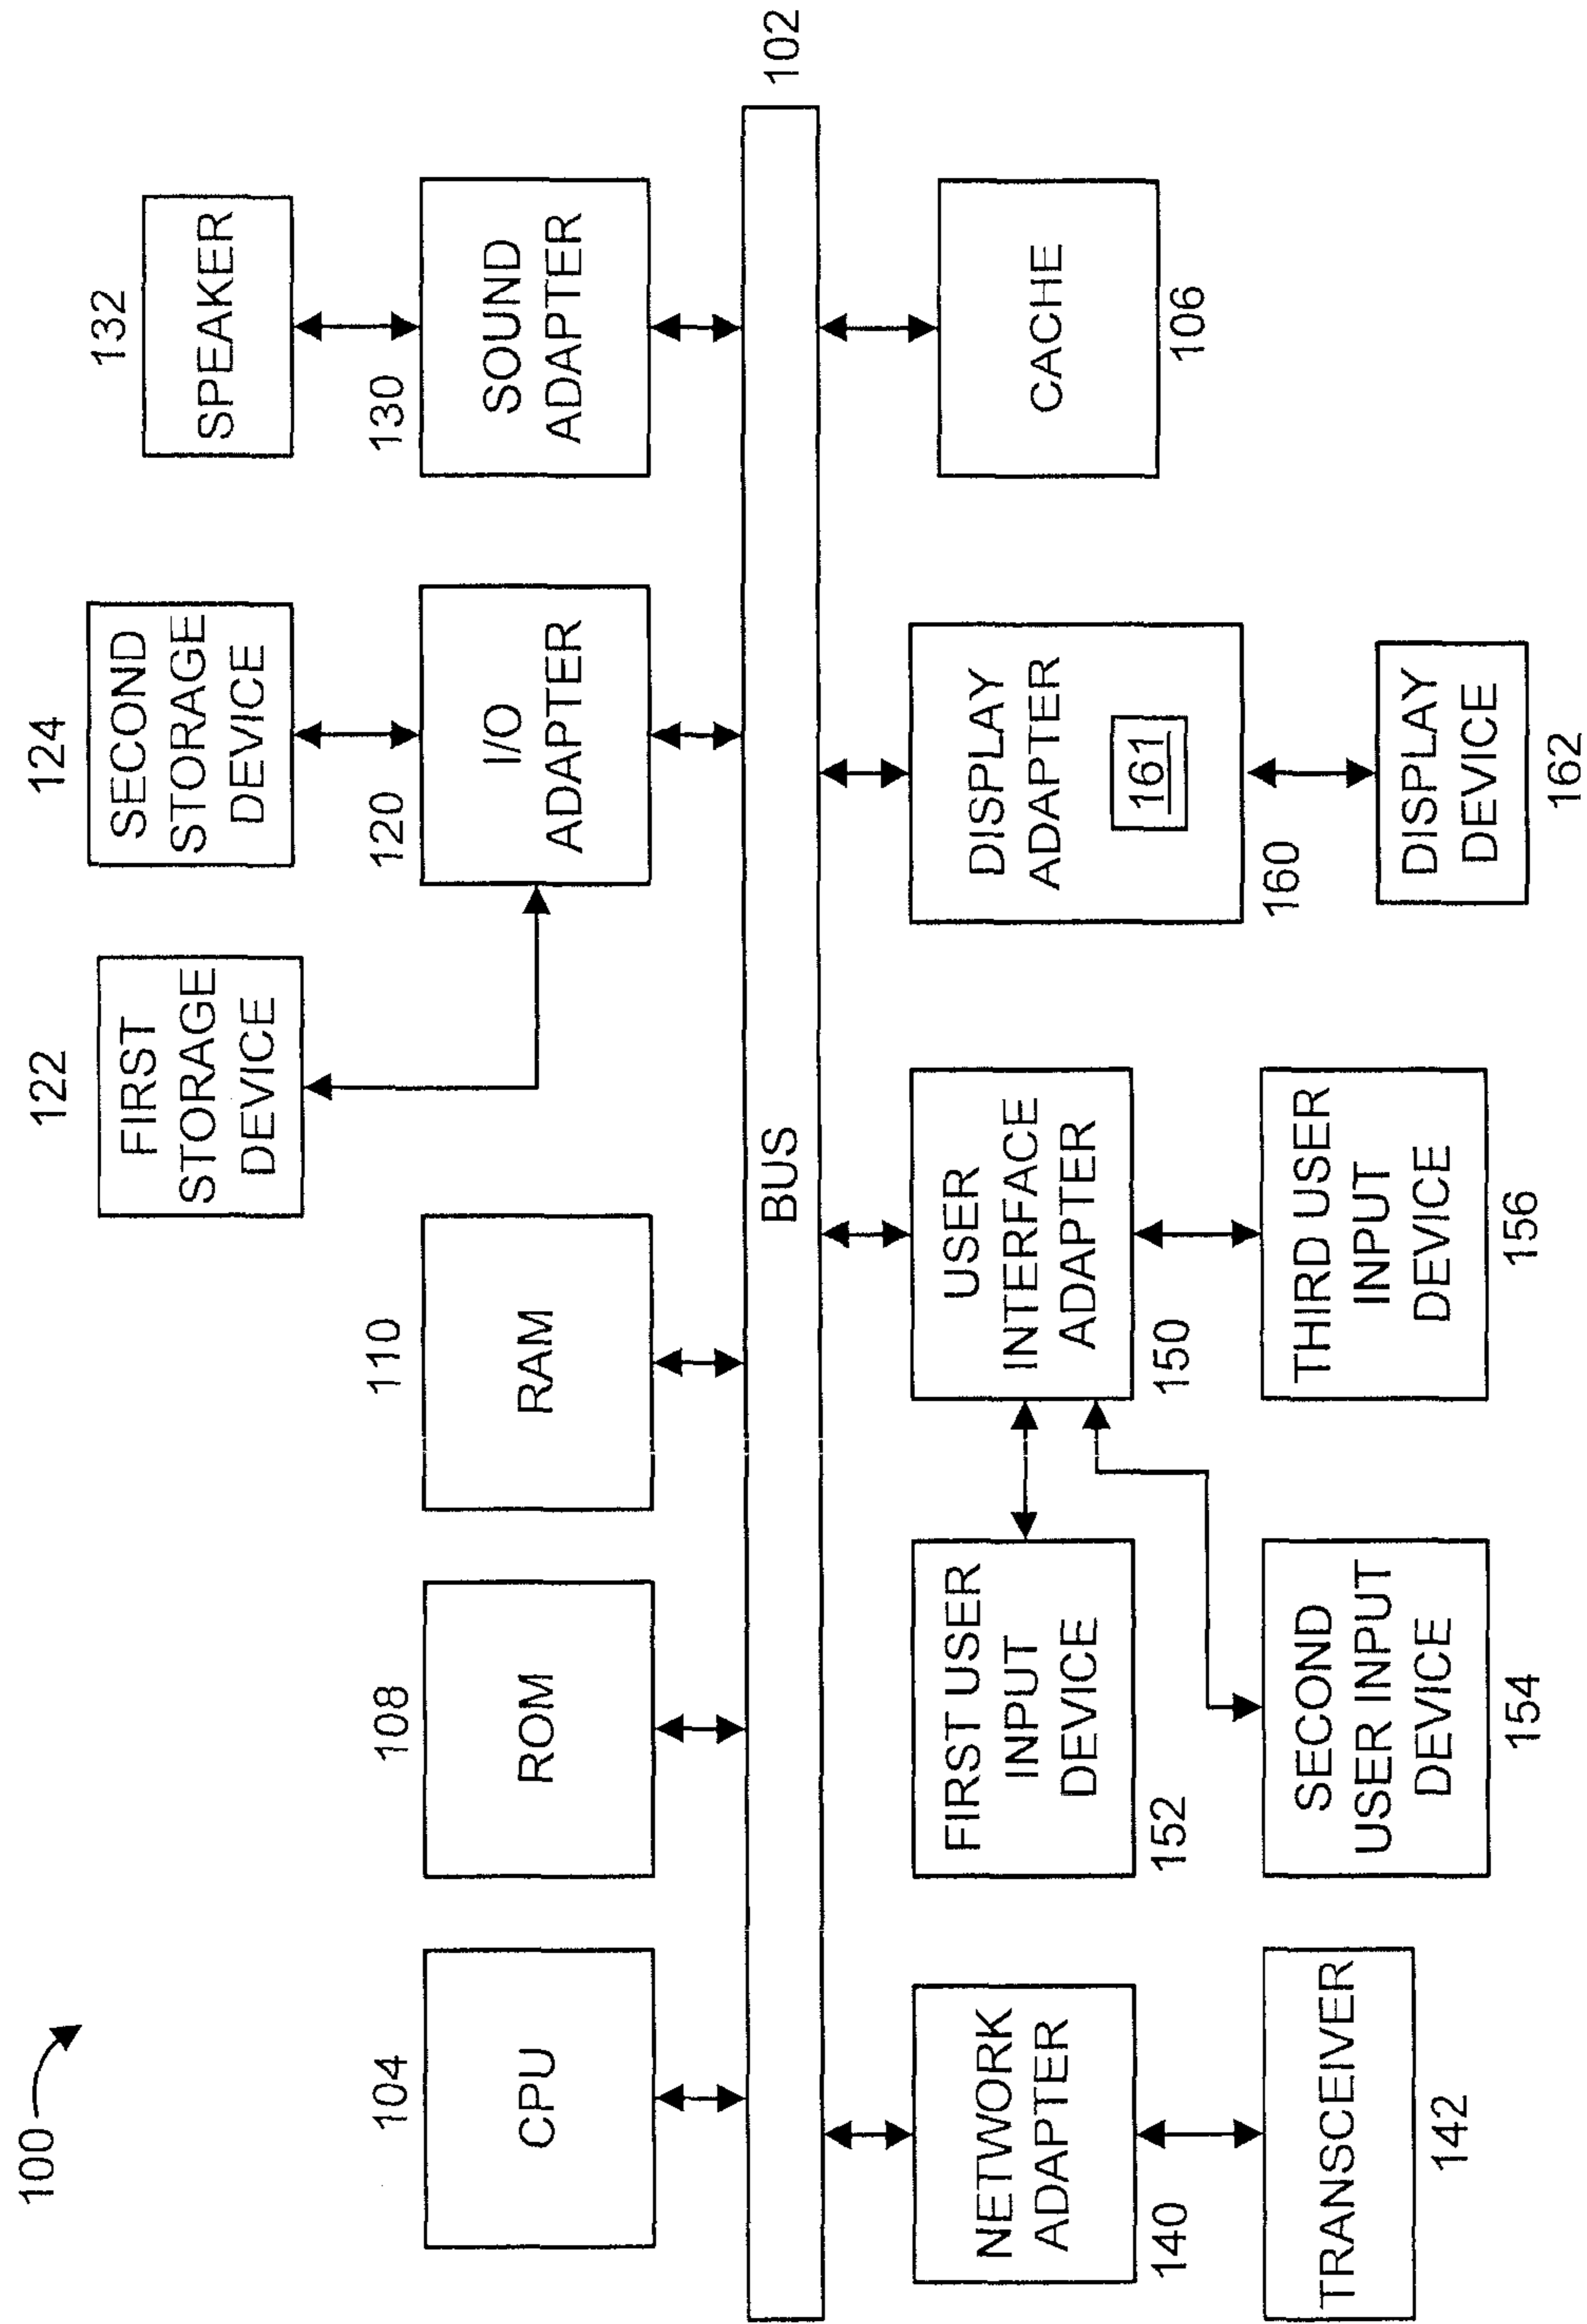 100
122
FIRST
STORAGE
DEVICE
124
SECOND
STORAGE
DEVICE
132
SPEAKER
104
CPU
108
ROM
110
RAM
120
I/O
ADAPTER
130
SOUND
ADAPTER
BUS
102
NETWORK
ADAPTER
140
FIRST USER
INPUT
DEVICE
152
USER
INTERFACE
ADAPTER
150
DISPLAY
ADAPTER
161
160
CACHE
106
TRANSCEIVER
142
SECOND
USER INPUT
DEVICE
154
THIRD USER
INPUT
DEVICE
156
DISPLAY
DEVICE
162